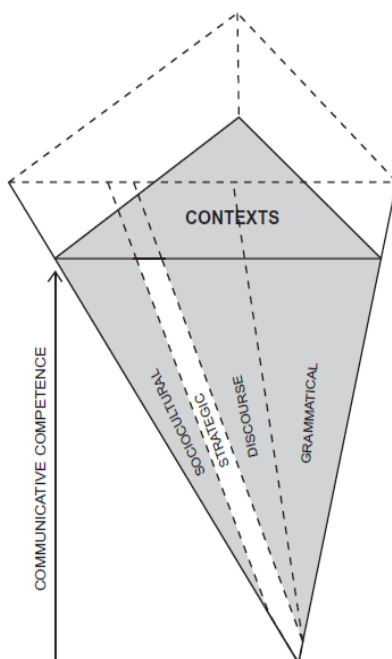 CONTEXTS
COMMUNICATIVE COMPETENCE
SOCIOCULTURAL
STRATEGIC
DISCOURSE
GRAMMATICAL